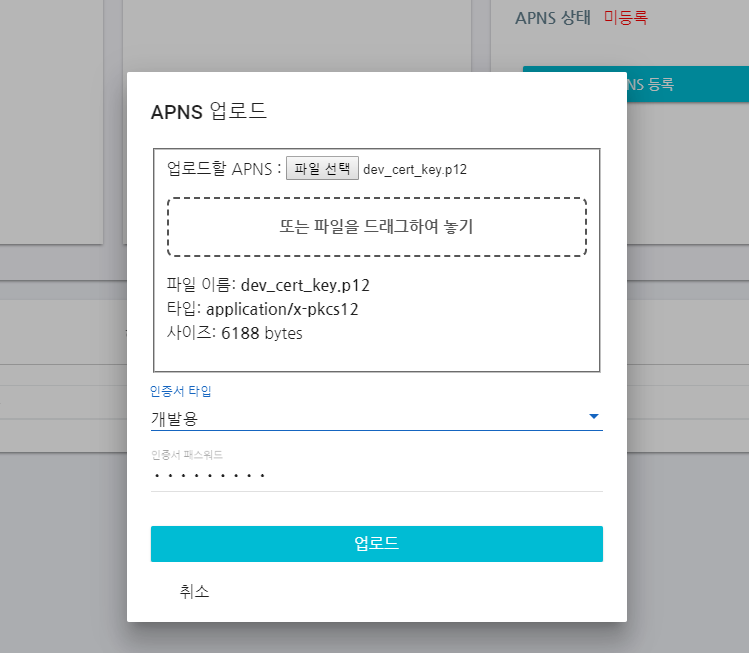 APNS 상태 미등록
NS 등록
APNS 업로드
업로드할 APNS : 파일 선택 dev_cert_key.p12
또는 파일을 드래그하여 놓기
파일 이름: dev_cert_key.p12
타입: application/x-pkcs12
사이즈: 6188 bytes
인증서 타입
개발용
인증서 패스워드
•••••••••
업로드
취소